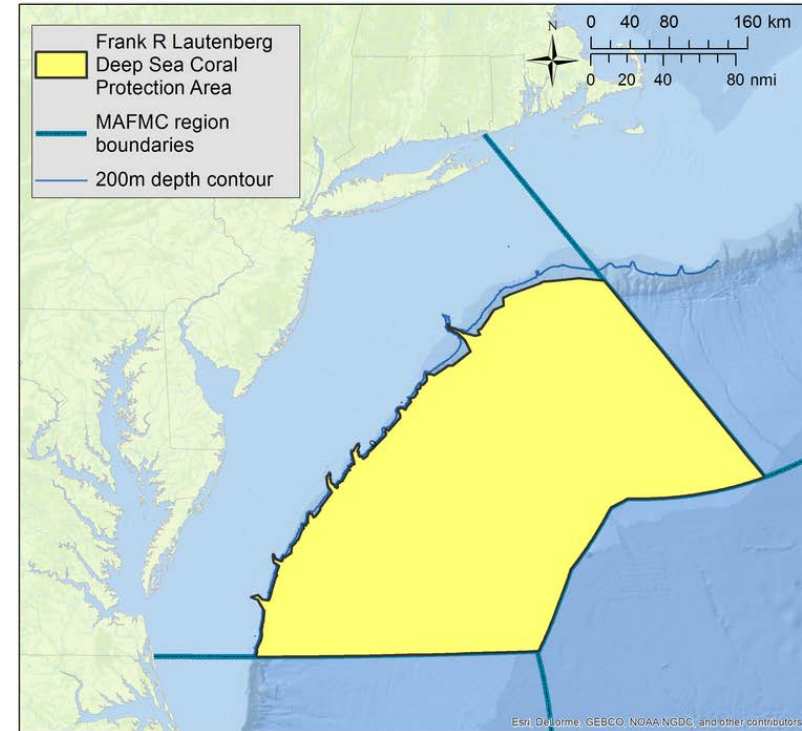 Frank R Lautenberg
Deep Sea Coral
Protection Area
MAFMC region
boundaries
200m depth contour
N
0 40 80 160 km
0 20 40 80 nmi
Esri, DeLorme, GEBCO, NOAA NGDC, and other contributors